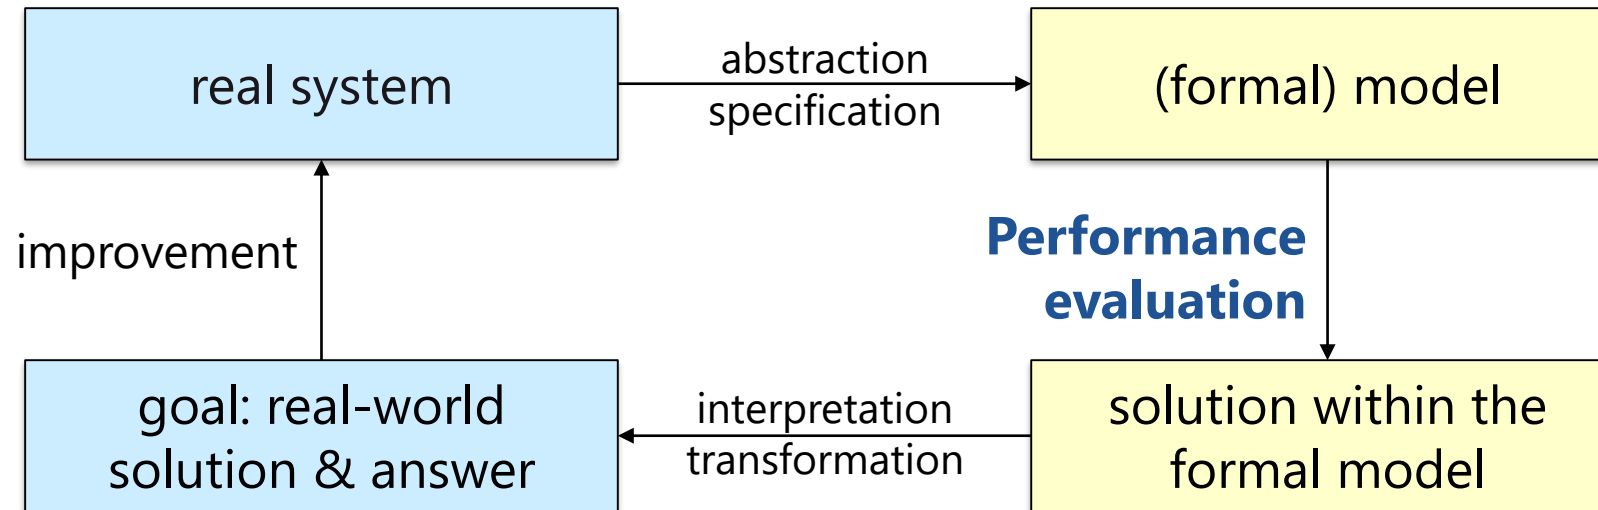 real system
abstraction
specification
(formal) model
improvement
Performance
evaluation
goal: real-world
solution & answer
interpretation
transformation
solution within the
formal model